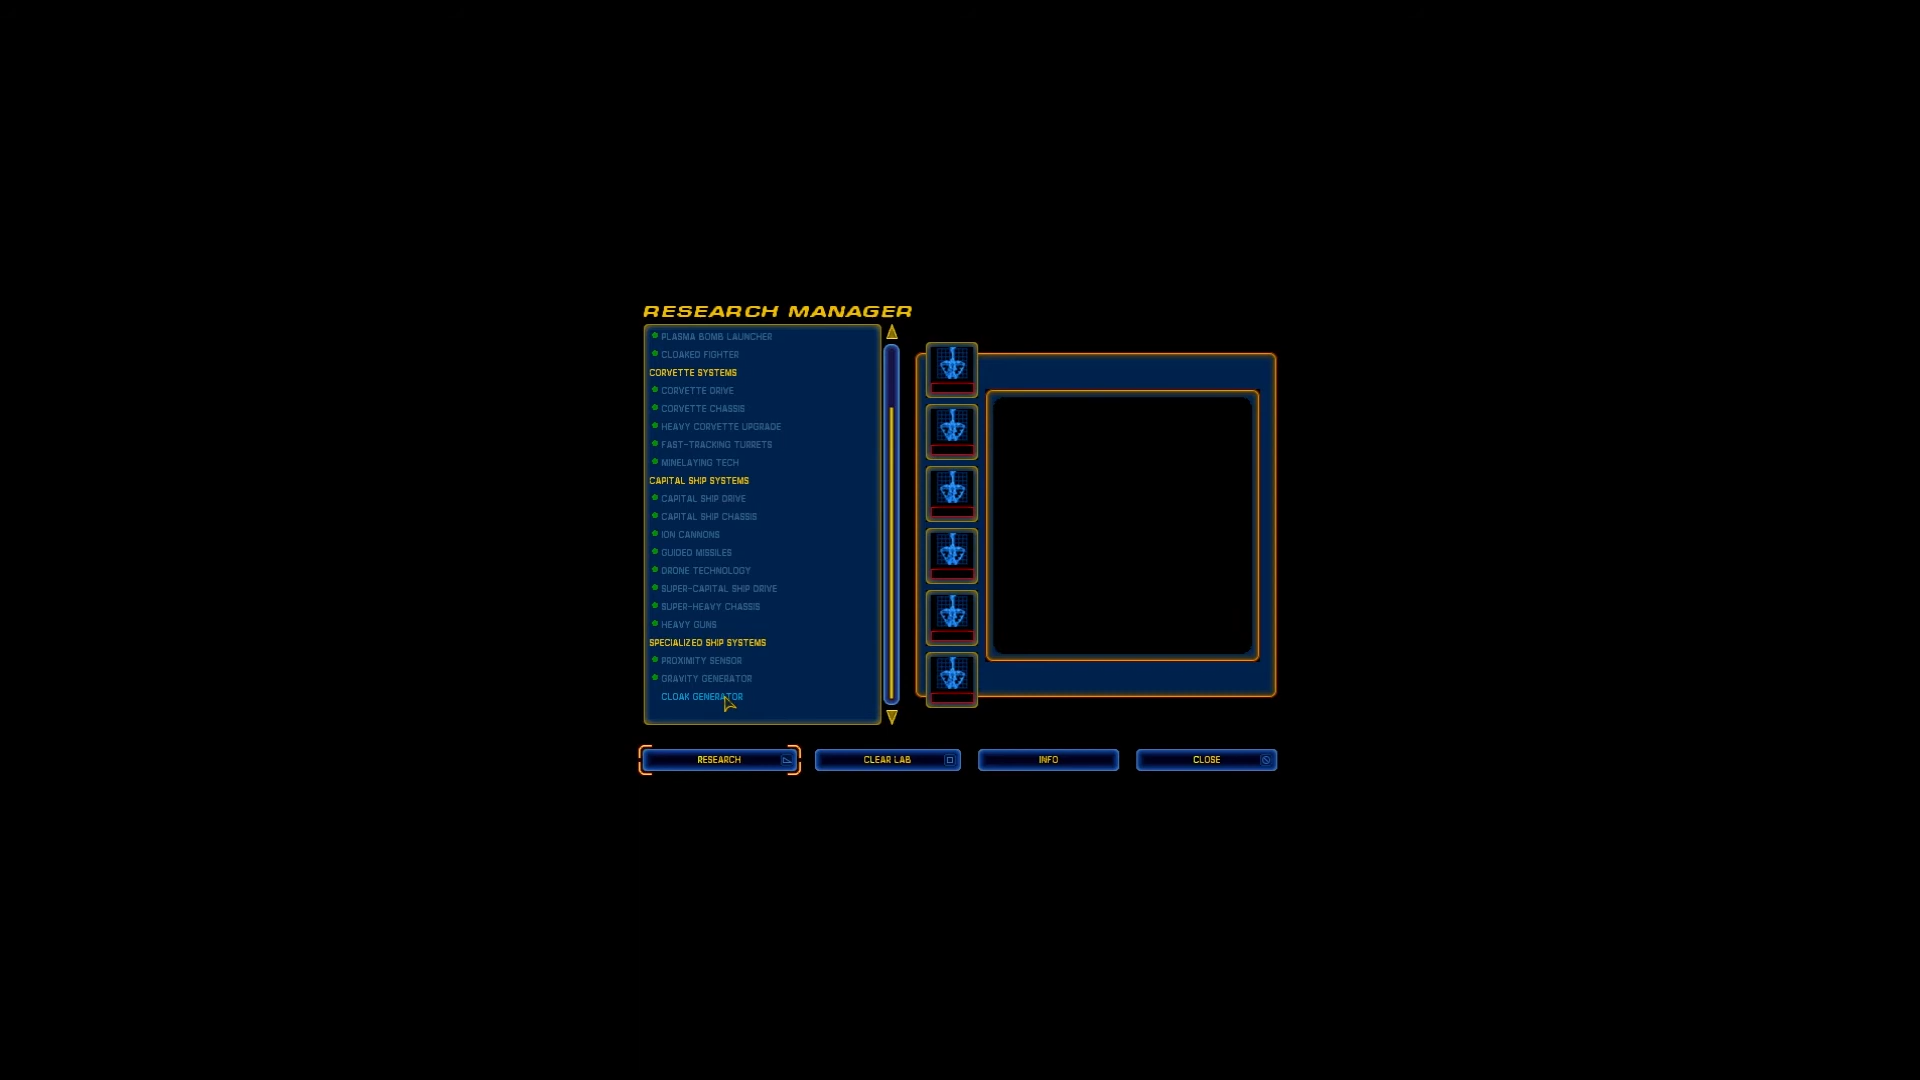 RESEARCH MANAGER
PLASMA BOMB LAUNCHER
CLOAKED FIGHTER
CORVETTE SYSTEMS
CORVETTE DRIVE
CORVETTE CHASSIS
HEAVY CORVETTE UPGRADE
FAST-TRACKING TURRETS
MINELAYING TECH
CAPITAL SHIP SYSTEMS
CAPITAL SHIP DRIVE
CAPITAL SHIP CHASSIS
ION CANNONS
GUIDED MISSILES
DRONE TECHNOLOGY
SUPER-CAPITAL SHIP DRIVE
SUPER-HEAVY CHASSIS
HEAVY GUNS
SPECIALIZED SHIP SYSTEMS
PROXIMITY SENSOR
GRAVITY GENERATOR
CLOAK GENERATOR
RESEARCH
CLEAR LAB
INFO
CLOSE